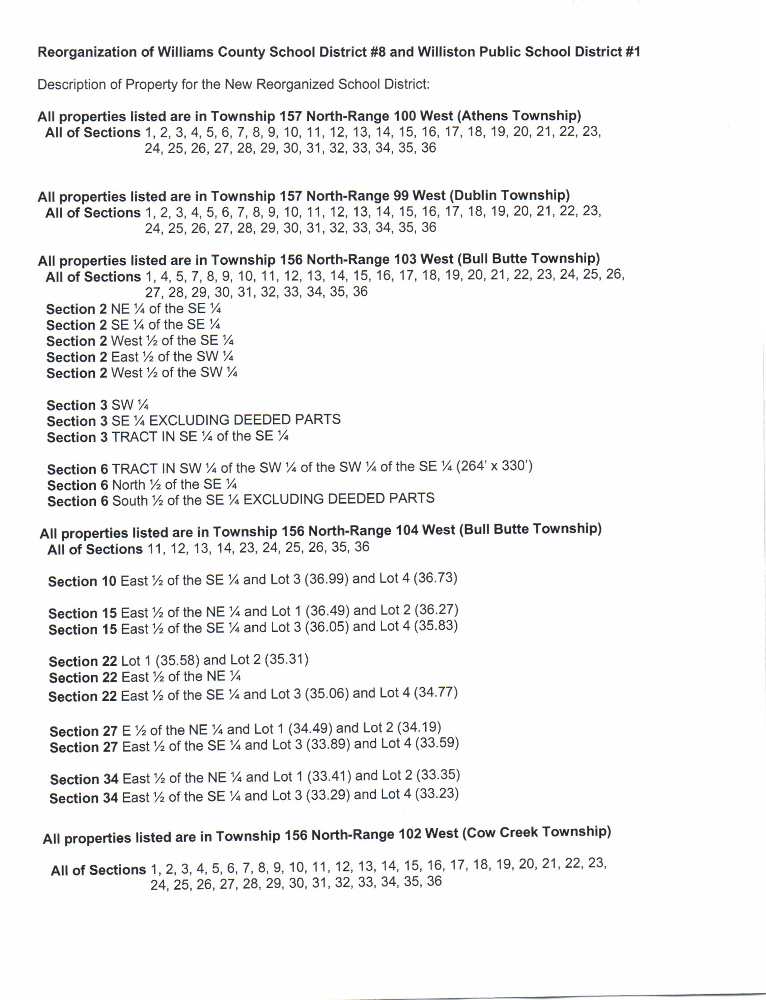 Reorganization of Williams County School District #8 and Williston Public School District #1
Description of Property for the New Reorganized School District:
All properties listed are in Township 157 North-Range 100 West (Athens Township)
All of Sections 1, 2, 3, 4, 5, 6, 7, 8, 9, 10, 11, 12, 13, 14, 15, 16, 17, 18, 19, 20, 21, 22, 23,
24, 25, 26, 27, 28, 29, 30, 31, 32, 33, 34, 35, 36
All properties listed are in Township 157 North-Range 99 West (Dublin Township)
All of Sections 1, 2, 3, 4, 5, 6, 7, 8, 9, 10, 11, 12, 13, 14, 15, 16, 17, 18, 19, 20, 21, 22, 23,
24, 25, 26, 27, 28, 29, 30, 31, 32, 33, 34, 35, 36
All properties listed are in Township 156 North-Range 103 West (Bull Butte Township)
All of Sections 1, 4, 5, 7, 8, 9, 10, 11, 12, 13, 14, 15, 16, 17, 18, 19, 20, 21, 22, 23, 24, 25, 26,
27, 28, 29, 30, 31, 32, 33, 34, 35, 36
Section 2 NE ¼ of the SE ¼
Section 2 SE ¼ of the SE ¼
Section 2 West ½ of the SE ¼
Section 2 East ½ of the SW ¼
Section 2 West ½ of the SW ¼
Section 3 SW ¼
Section 3 SE ¼ EXCLUDING DEEDED PARTS
Section 3 TRACT IN SE ¼ of the SE ¼
Section 6 TRACT IN SW ¼ of the SW ¼ of the SW ¼ of the SE ¼ (264' x 330')
Section 6 North ½ of the SE ¼
Section 6 South ½ of the SE ¼ EXCLUDING DEEDED PARTS
All properties listed are in Township 156 North-Range 104 West (Bull Butte Township)
All of Sections 11, 12, 13, 14, 23, 24, 25, 26, 35, 36
Section 10 East ½ of the SE ¼ and Lot 3 (36.99) and Lot 4 (36.73)
Section 15 East ½ of the NE ¼ and Lot 1 (36.49) and Lot 2 (36.27)
Section 15 East ½ of the SE ¼ and Lot 3 (36.05) and Lot 4 (35.83)
Section 22 Lot 1 (35.58) and Lot 2 (35.31)
Section 22 East ½ of the NE ¼
Section 22 East ½ of the SE ¼ and Lot 3 (35.06) and Lot 4 (34.77)
Section 27 E ½ of the NE ¼ and Lot 1 (34.49) and Lot 2 (34.19)
Section 27 East ½ of the SE ¼ and Lot 3 (33.89) and Lot 4 (33.59)
Section 34 East ½ of the NE ¼ and Lot 1 (33.41) and Lot 2 (33.35)
Section 34 East ½ of the SE ¼ and Lot 3 (33.29) and Lot 4 (33.23)
All properties listed are in Township 156 North-Range 102 West (Cow Creek Township)
All of Sections 1, 2, 3, 4, 5, 6, 7, 8, 9, 10, 11, 12, 13, 14, 15, 16, 17, 18, 19, 20, 21, 22, 23,
24, 25, 26, 27, 28, 29, 30, 31, 32, 33, 34, 35, 36